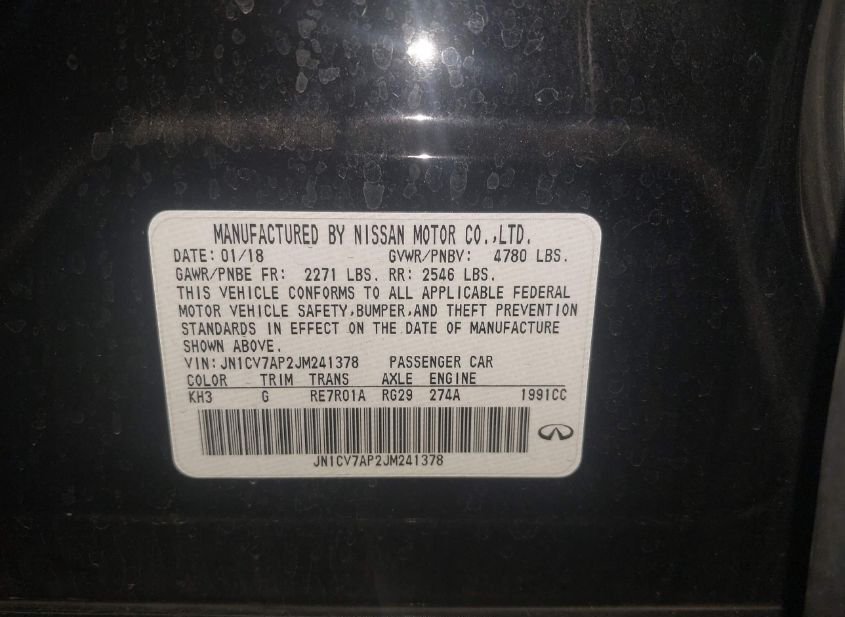 MANUFACTURED BY NISSAN MOTOR CO.,LTD.
DATE: 01/18 GVWR/PNBV: 4780 LBS.
GAWR/PNBE FR: 2271 LBS. RR: 2546 LBS.
THIS VEHICLE CONFORMS TO ALL APPLICABLE FEDERAL
MOTOR VEHICLE SAFETY,BUMPER,AND THEFT PREVENTION
STANDARDS IN EFFECT ON THE DATE OF MANUFACTURE
SHOWN ABOVE.
VIN: JN1CV7AP2JM241378 PASSENGER CAR
COLOR TRIM TRANS AXLE ENGINE
KH3 G RE7R01A RG29 274A 1991CC
JN1CV7AP2JM241378